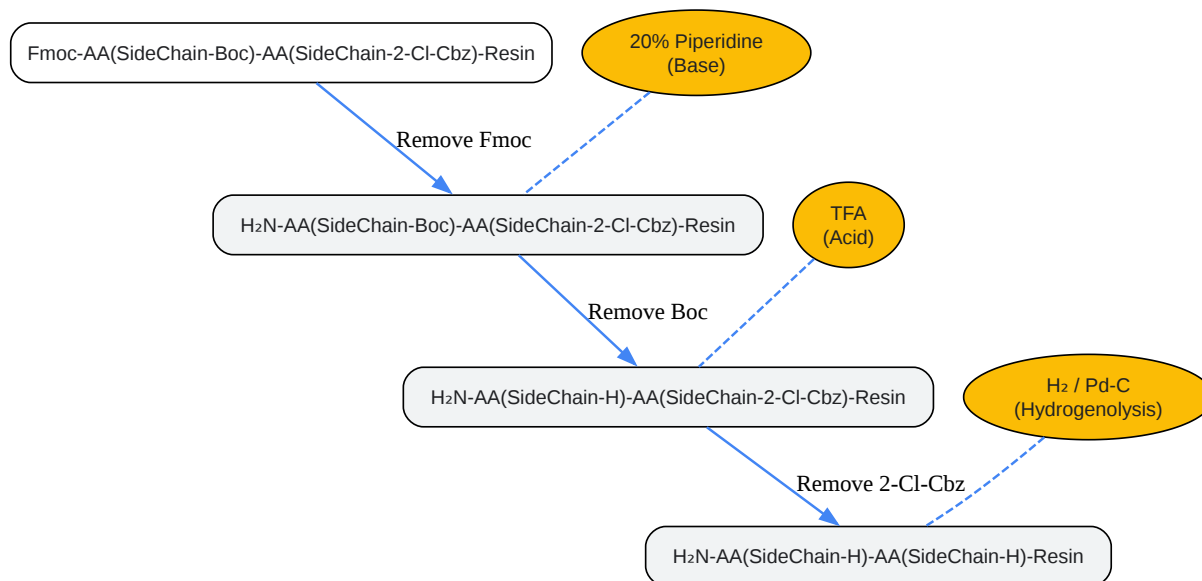 Fmoc-AA(SideChain-Boc)-AA(SideChain-2-Cl-Cbz)-Resin
20% Piperidine
(Base)
Remove Fmoc
H₂N-AA(SideChain-Boc)-AA(SideChain-2-Cl-Cbz)-Resin
TFA
(Acid)
Remove Boc
H₂N-AA(SideChain-H)-AA(SideChain-2-Cl-Cbz)-Resin
H₂ / Pd-C
(Hydrogenolysis)
Remove 2-Cl-Cbz
H₂N-AA(SideChain-H)-AA(SideChain-H)-Resin